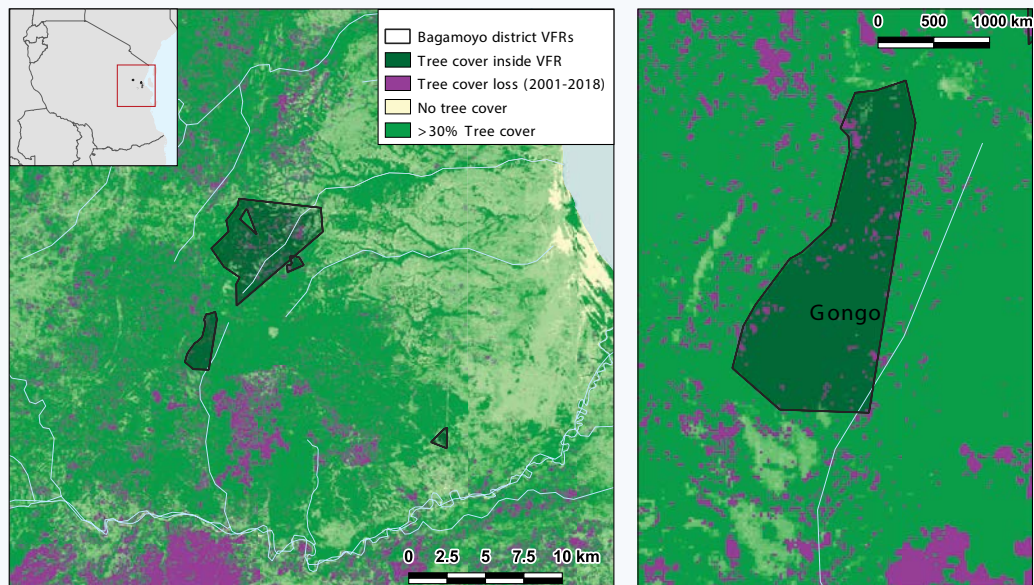 Bagamoyo district VFRs
Tree cover inside VFR
Tree cover loss (2001-2018)
No tree cover
>30% Tree cover
0 2.5 5 7.5 10 km
0 500 1000 km
Gongo